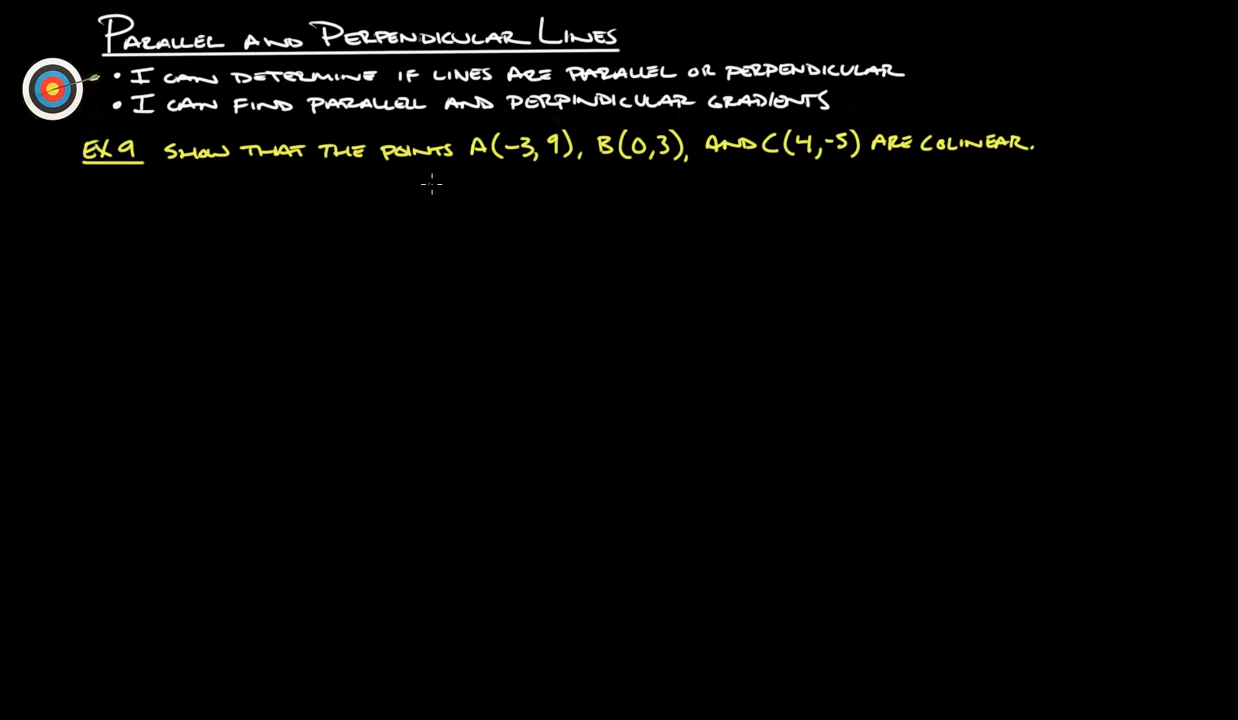 PARALLEL AND PERPENDICULAR LINES
• I CAN DETERMINE IF LINES ARE PARALLEL OR PERPENDICULAR
• I CAN FIND PARALLELL AND PERPINDICULAR GRADIENTS
EX 9 SHOW THAT THE POINTS A(-3, 9), B(0,3), AND C(4,-5) ARE COLINEAR.